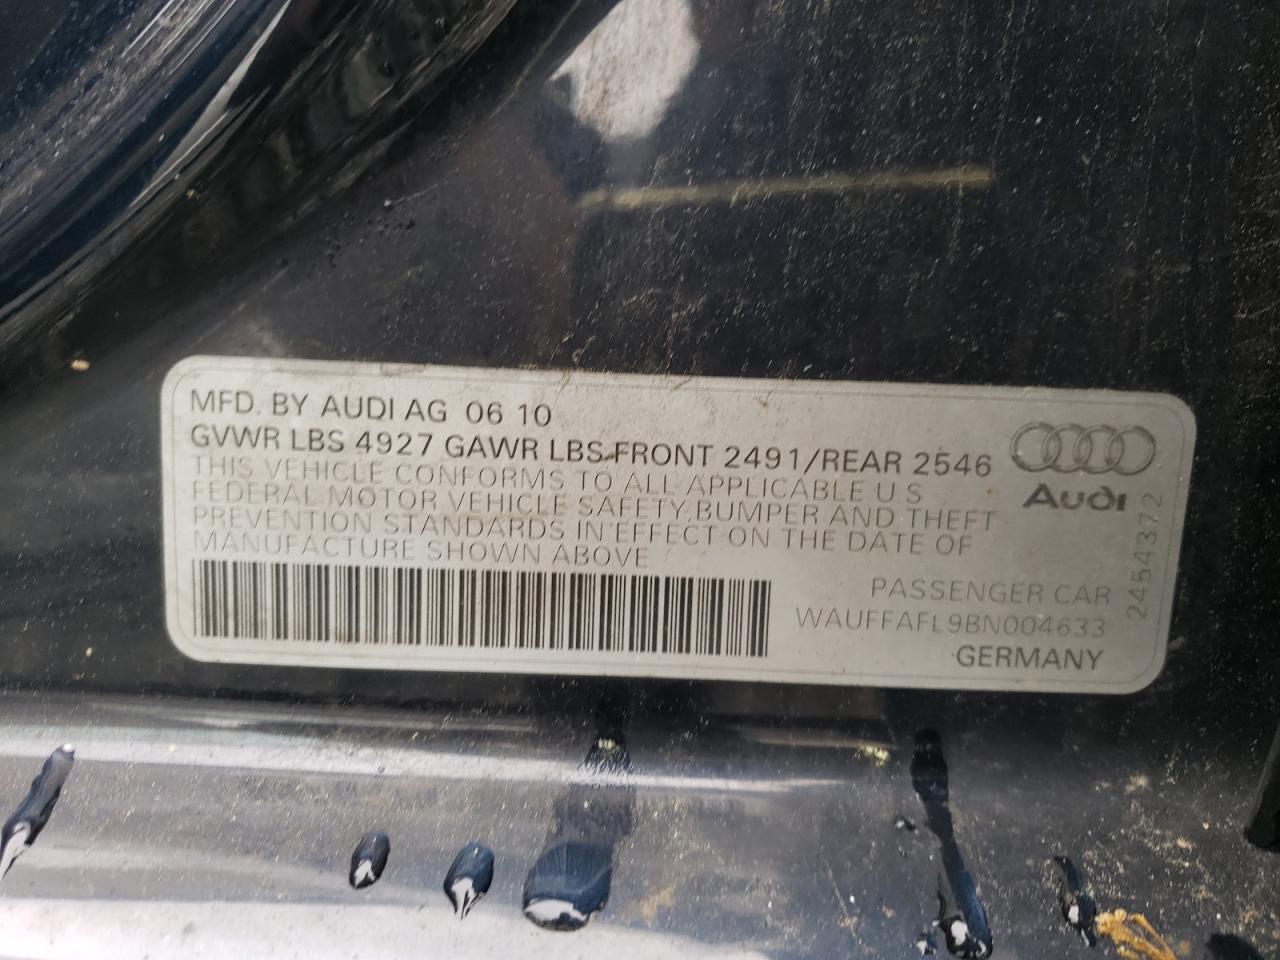 MFD. BY AUDI AG 06 10
GVWR LBS 4927 GAWR LBS FRONT 2491/REAR 2546
THIS VEHICLE CONFORMS TO ALL APPLICABLE U S
FEDERAL MOTOR VEHICLE SAFETY, BUMPER AND THEFT
PREVENTION STANDARDS IN EFFECT ON THE DATE OF
MANUFACTURE SHOWN ABOVE
Audi
PASSENGER CAR
WAUFFAFL9BN004633
GERMANY
2454372